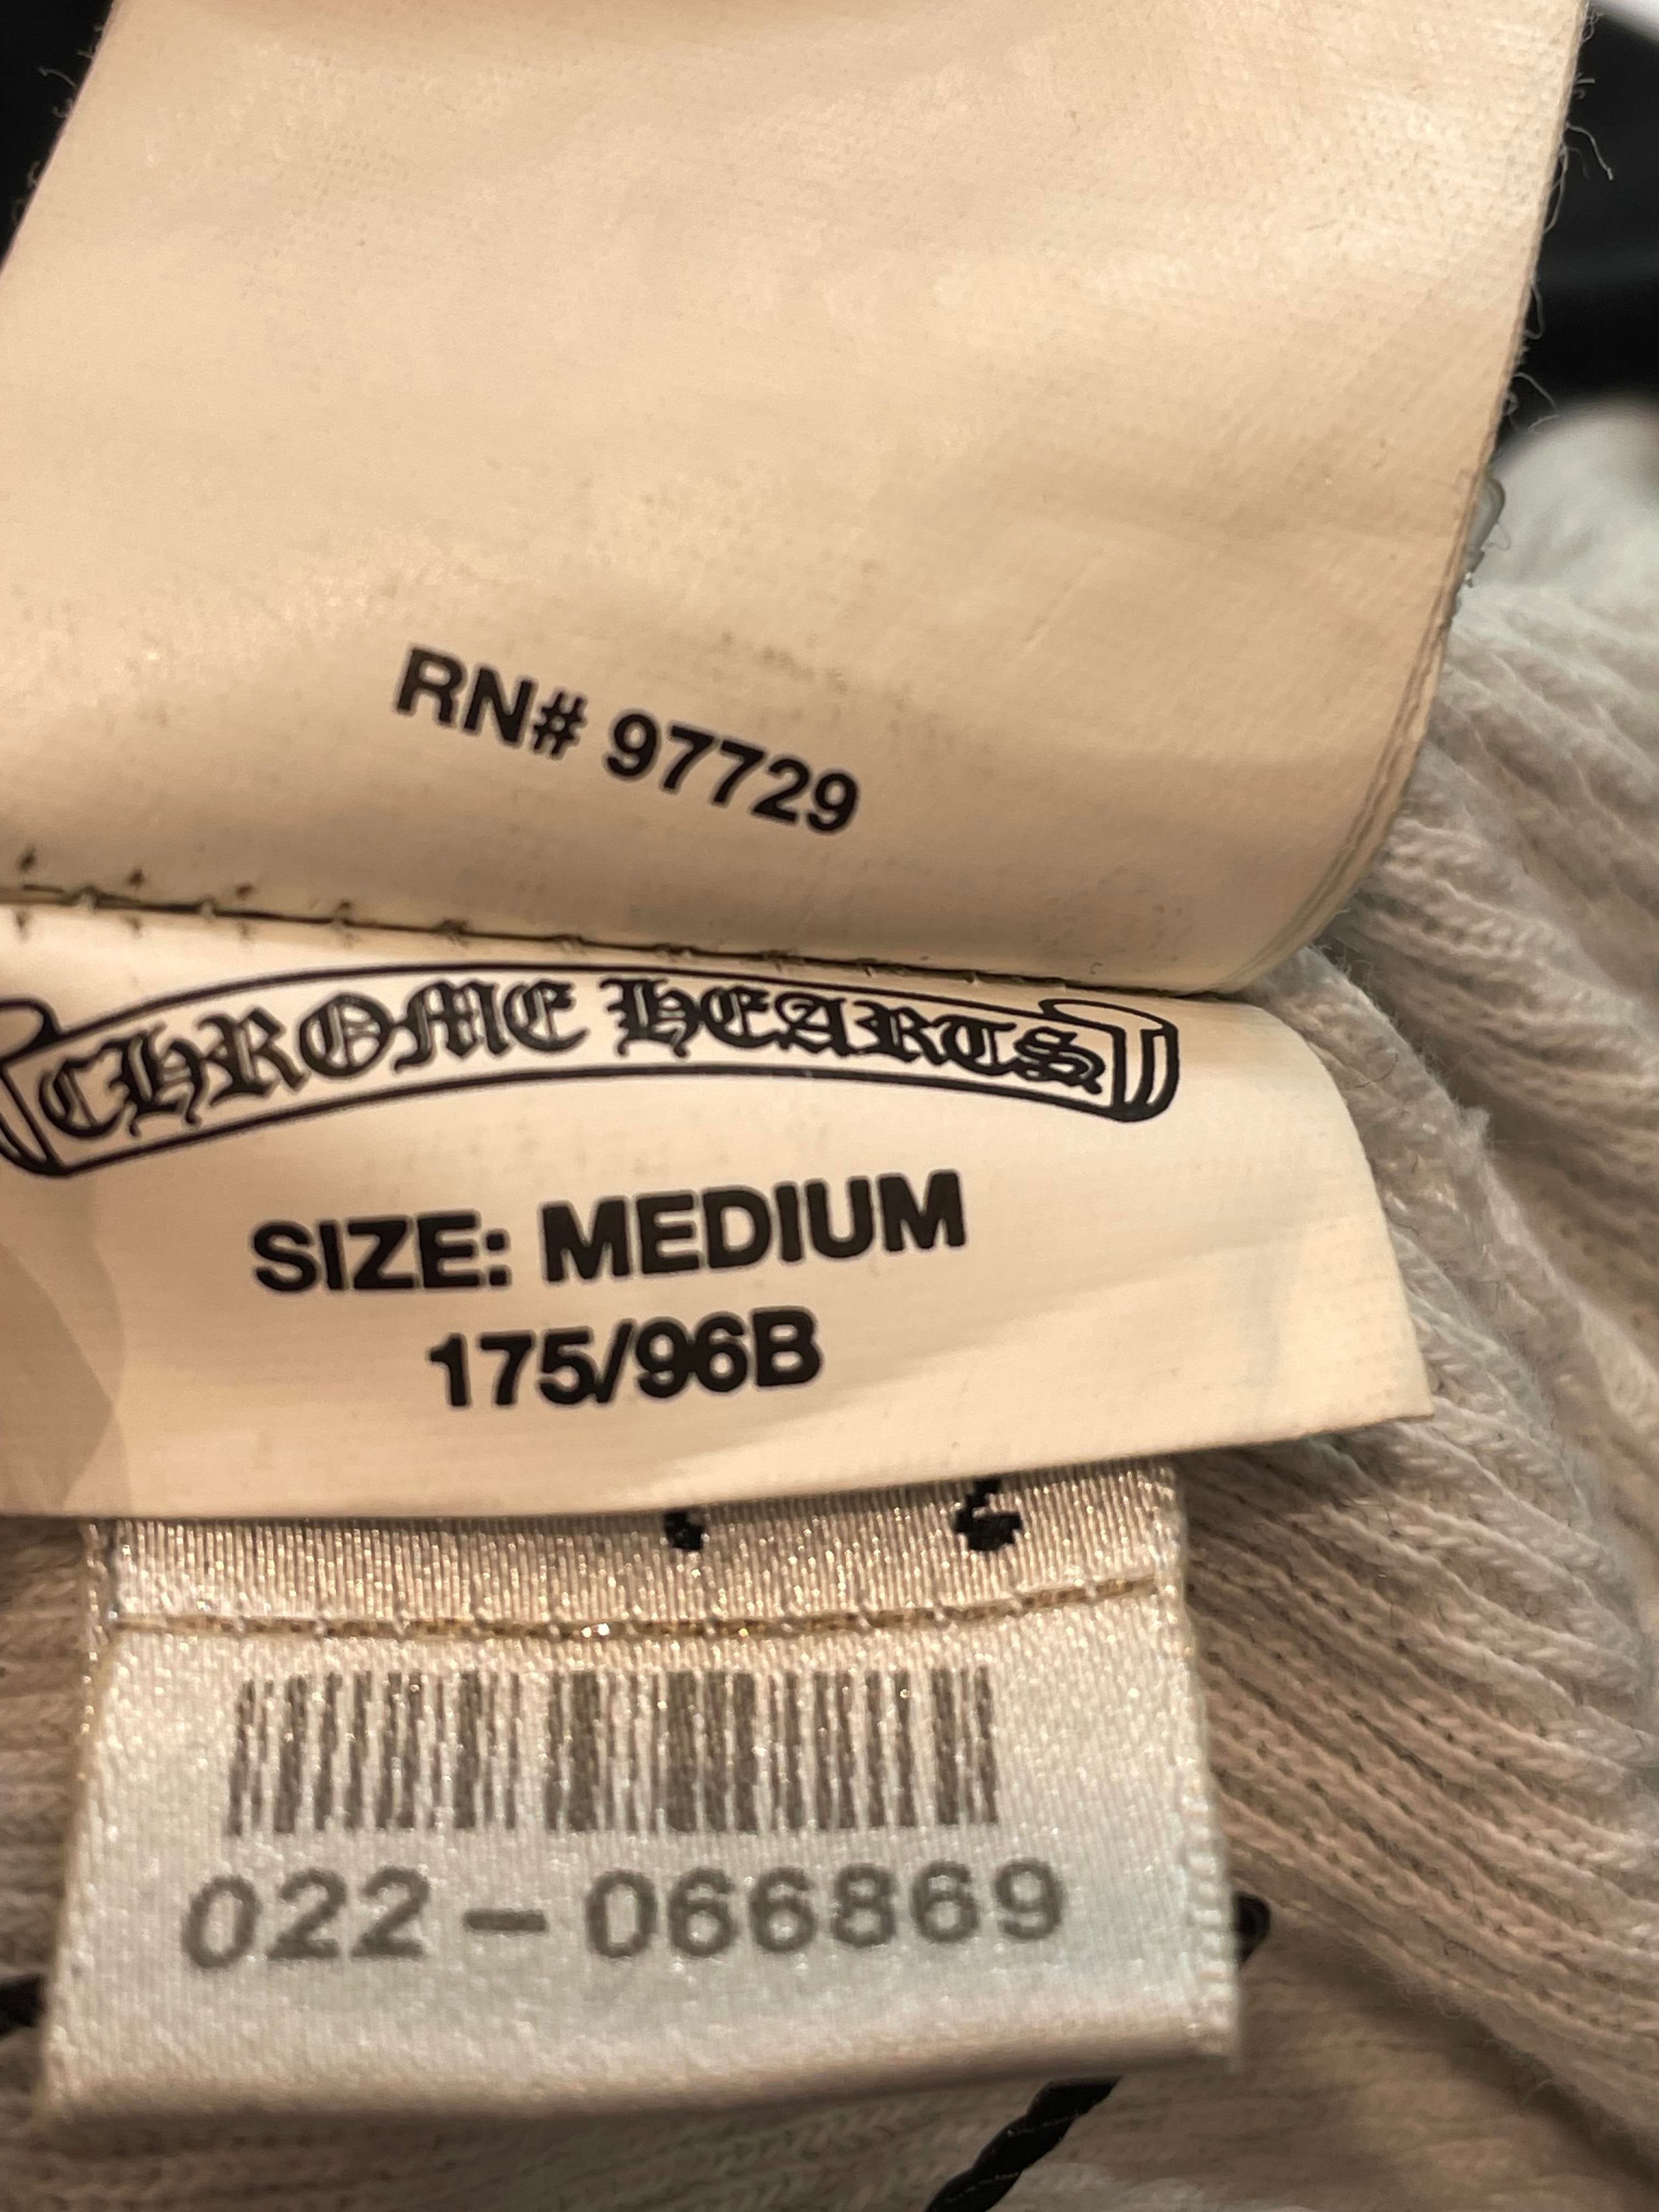 RN# 97729
CHROME HEARTS
SIZE: MEDIUM
175/96B
022-066869